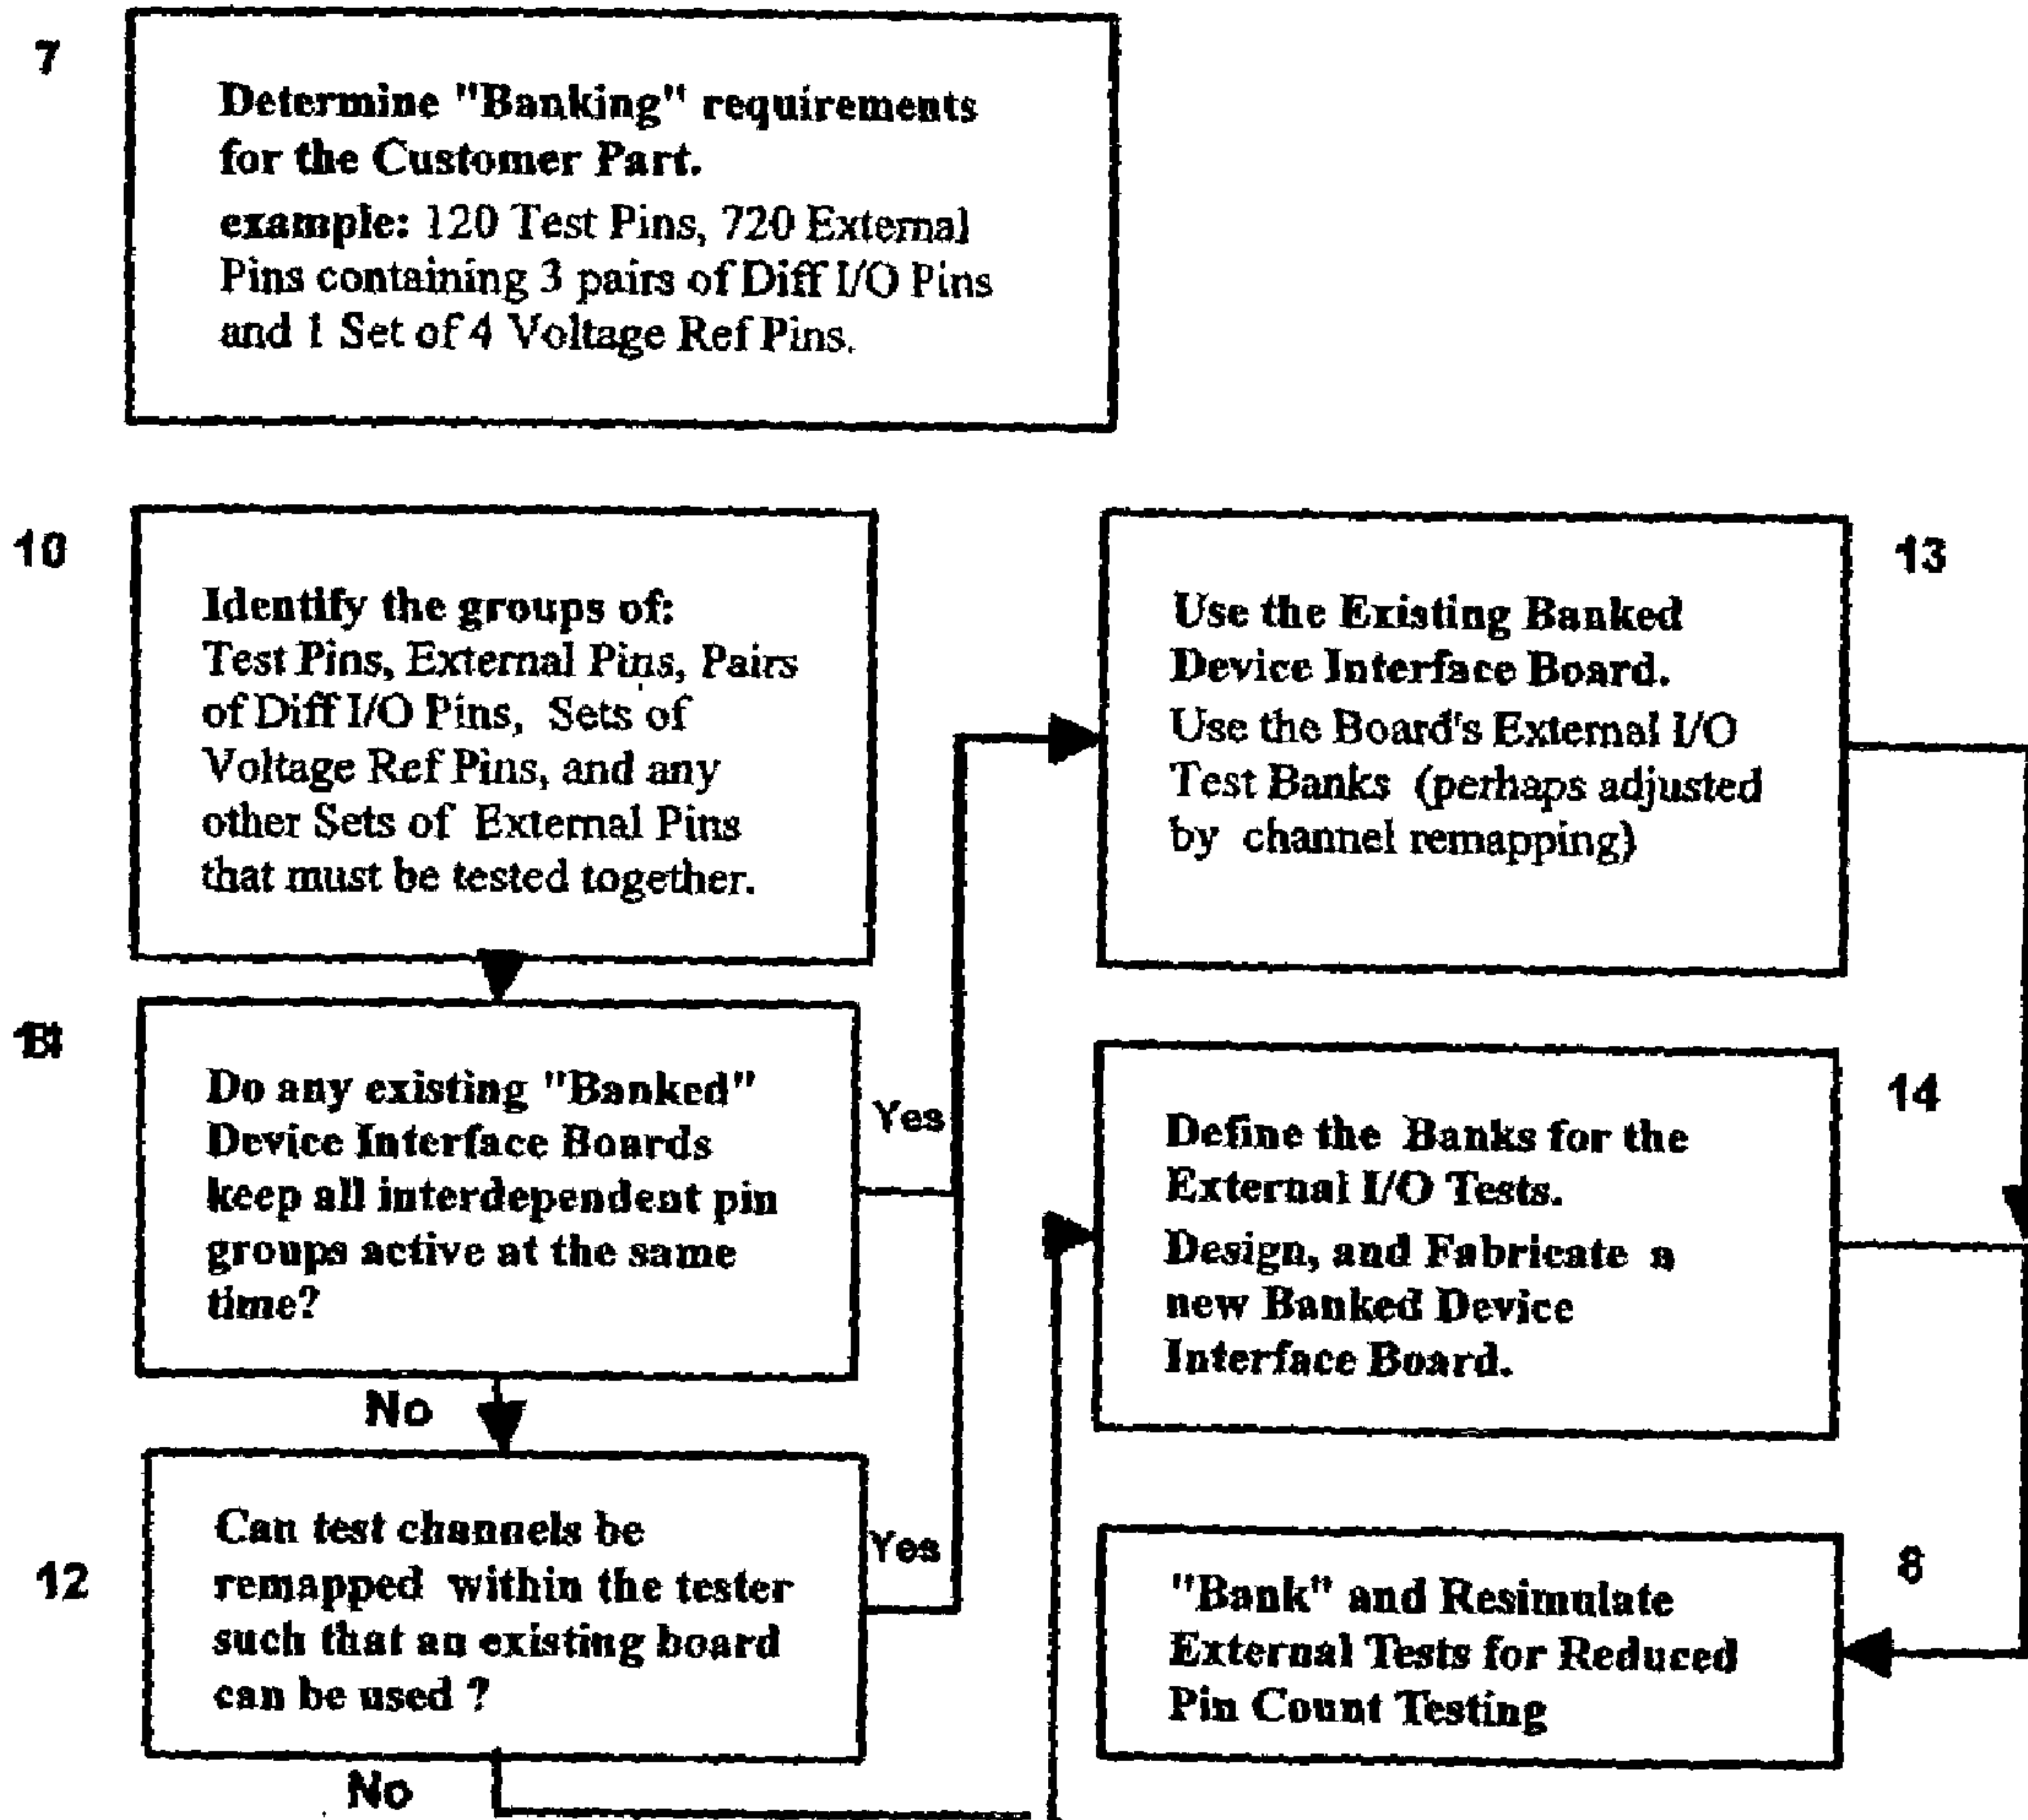 7
Determine "Banking" requirements
for the Customer Part.
example: 120 Test Pins, 720 External
Pins containing 3 pairs of Diff I/O Pins
and 1 Set of 4 Voltage Ref Pins.
10
Identify the groups of:
Test Pins, External Pins, Pairs
of Diff I/O Pins, Sets of
Voltage Ref Pins, and any
other Sets of External Pins
that must be tested together.
Do any existing "Banked"
Device Interface Boards
keep all interdependent pin
groups active at the same
time?
Yes
No
12
Can test channels be
remapped within the tester
such that an existing board
can be used ?
Yes
No
13
Use the Existing Banked
Device Interface Board.
Use the Board's External I/O
Test Banks (perhaps adjusted
by channel remapping)
14
Define the Banks for the
External I/O Tests.
Design, and Fabricate a
new Banked Device
Interface Board.
8
"Bank" and Resimulate
External Tests for Reduced
Pin Count Testing